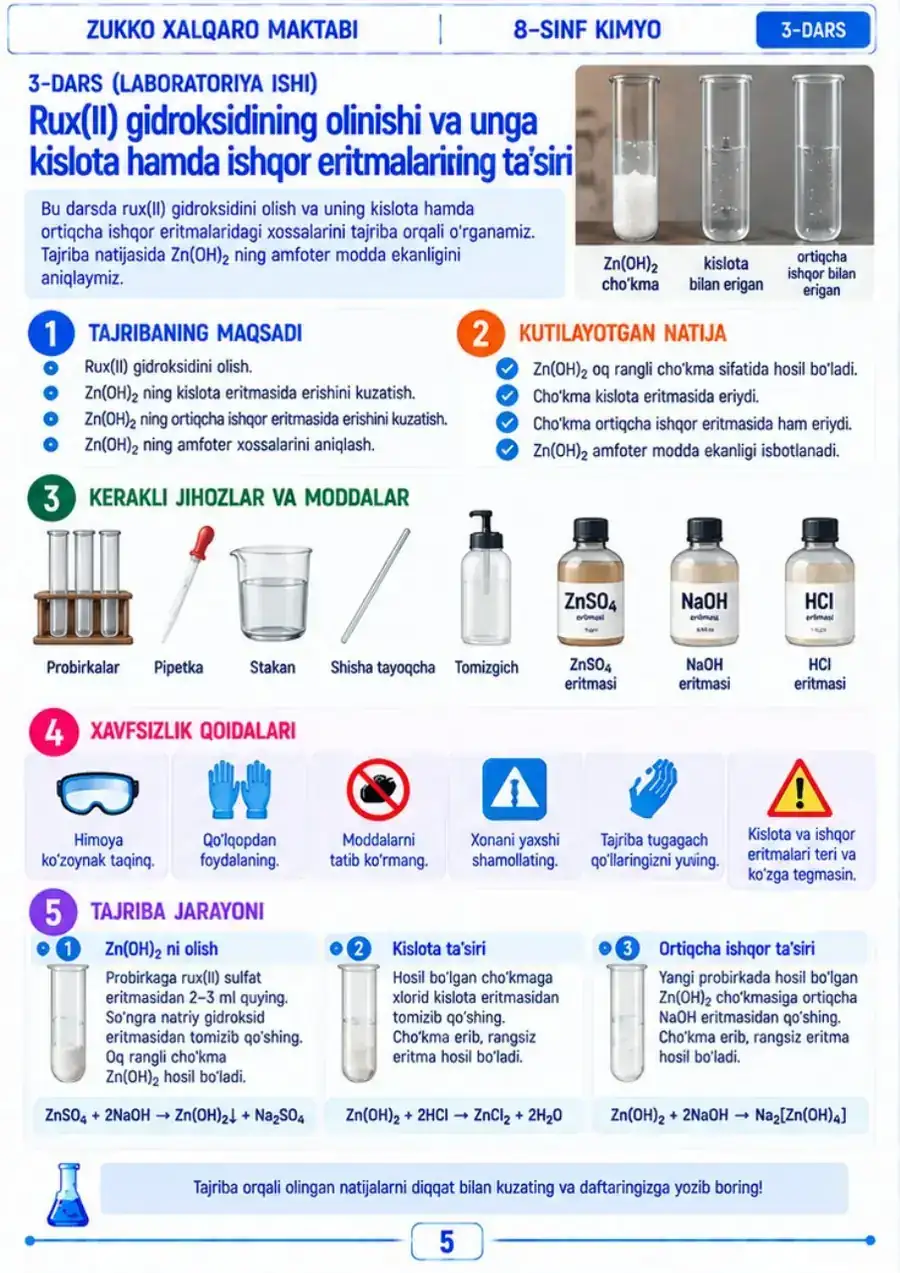 ZUKKO XALQARO MAKTABI
8-SINF KIMYO
3-DARS
3-DARS (LABORATORIYA ISHI)
Rux(II) gidroksidining olinishi va unga
kislota hamda ishqor eritmalarining ta'siri
Bu darsda rux(II) gidroksidini olish va uning kislota hamda
ortiqcha ishqor eritmalaridagi xossalarini tajriba orqali o'rganamiz.
Tajriba natijasida Zn(OH)₂ ning amfoter modda ekanligini
aniqlaymiz.
Zn(OH)₂
cho'kma
kislota
bilan erigan
ortiqcha
ishqor bilan
erigan
1 TAJRIBANING MAQSADI
Rux(II) gidroksidini olish.
Zn(OH)₂ ning kislota eritmasida erishini kuzatish.
Zn(OH)₂ ning ortiqcha ishqor eritmasida erishini kuzatish.
Zn(OH)₂ ning amfoter xossalarini aniqlash.
2 KUTILAYOTGAN NATIJA
Zn(OH)₂ oq rangli cho'kma sifatida hosil bo'ladi.
Cho'kma kislota eritmasida eriydi.
Cho'kma ortiqcha ishqor eritmasida ham eriydi.
Zn(OH)₂ amfoter modda ekanligi isbotlanadi.
3 KERAKLI JIHOZLAR VA MODDALAR
ZnSO₄
eritmasi
NaOH
eritmasi
HCl
eritmasi
Probirkalar
Pipetka
Stakan
Shisha tayoqcha
Tomizgich
ZnSO₄
eritmasi
NaOH
eritmasi
HCl
eritmasi
4 XAVFSIZLIK QOIDALARI
Himoya
ko'zoynak taqing.
Qo'lqopdan
foydalaning.
Moddalarni
tatib ko'rmang.
Xonani yaxshi
shamollating.
Tajriba tugagach
qo'llaringizni yuving.
Kislota va ishqor
eritmalari teri va
ko'zga tegmasin.
5 TAJRIBA JARAYONI
1 Zn(OH)₂ ni olish
Probirkaga rux(II) sulfat
eritmasidan 2–3 ml quying.
So'ngra natriy gidroksid
eritmasidan tomizib qo'shing.
Oq rangli cho'kma
Zn(OH)₂ hosil bo'ladi.
ZnSO₄ + 2NaOH → Zn(OH)₂↓ + Na₂SO₄
2 Kislota ta'siri
Hosil bo'lgan cho'kmaga
xlorid kislota eritmasidan
tomizib qo'shing.
Cho'kma erib, rangsiz
eritma hosil bo'ladi.
Zn(OH)₂ + 2HCl → ZnCl₂ + 2H₂O
3 Ortiqcha ishqor ta'siri
Yangi probirkada hosil bo'lgan
Zn(OH)₂ cho'kmasiga ortiqcha
NaOH eritmasidan qo'shing.
Cho'kma erib, rangsiz eritma
hosil bo'ladi.
Zn(OH)₂ + 2NaOH → Na₂[Zn(OH)₄]
Tajriba orqali olingan natijalarni diqqat bilan kuzating va daftaringizga yozib boring!
5